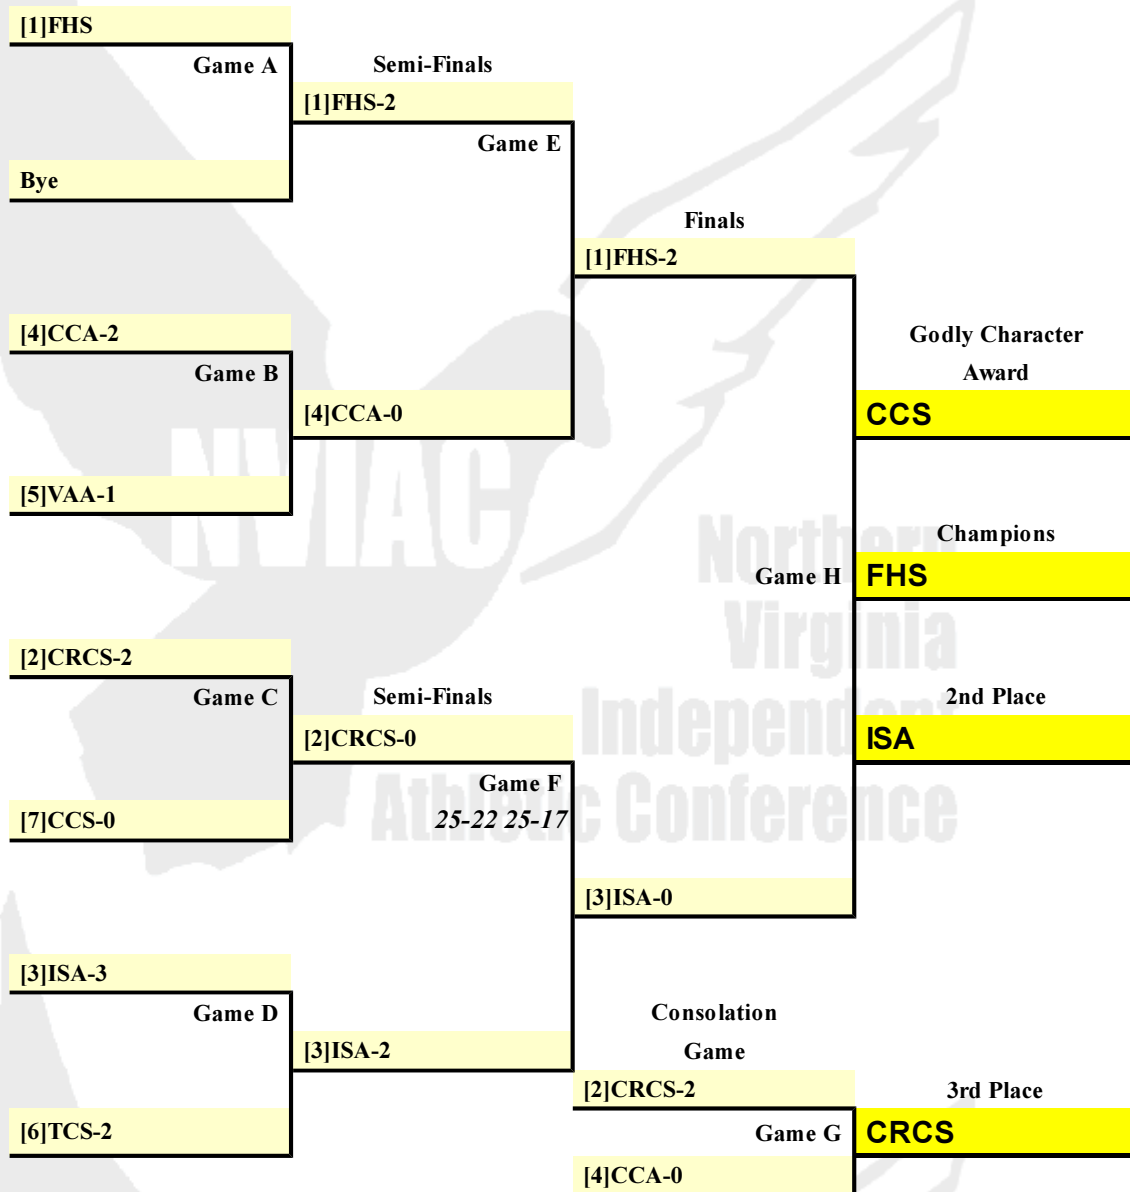 [1]FHS
Game A
Semi-Finals
[1]FHS-2
Game E
Bye
Finals
[1]FHS-2
[4]CCA-2
Game B
[4]CCA-0
[5]VAA-1
Godly Character
Award
CCS
Champions
Game H
FHS
[2]CRCS-2
Game C
Semi-Finals
[2]CRCS-0
Game F
25-22 25-17
[7]CCS-0
2nd Place
ISA
[3]ISA-0
[3]ISA-3
Game D
[3]ISA-2
[6]TCS-2
Consolation
Game
[2]CRCS-2
Game G
[4]CCA-0
3rd Place
CRCS
NVIAC
Northern
Virginia
Independent
Athletic Conference